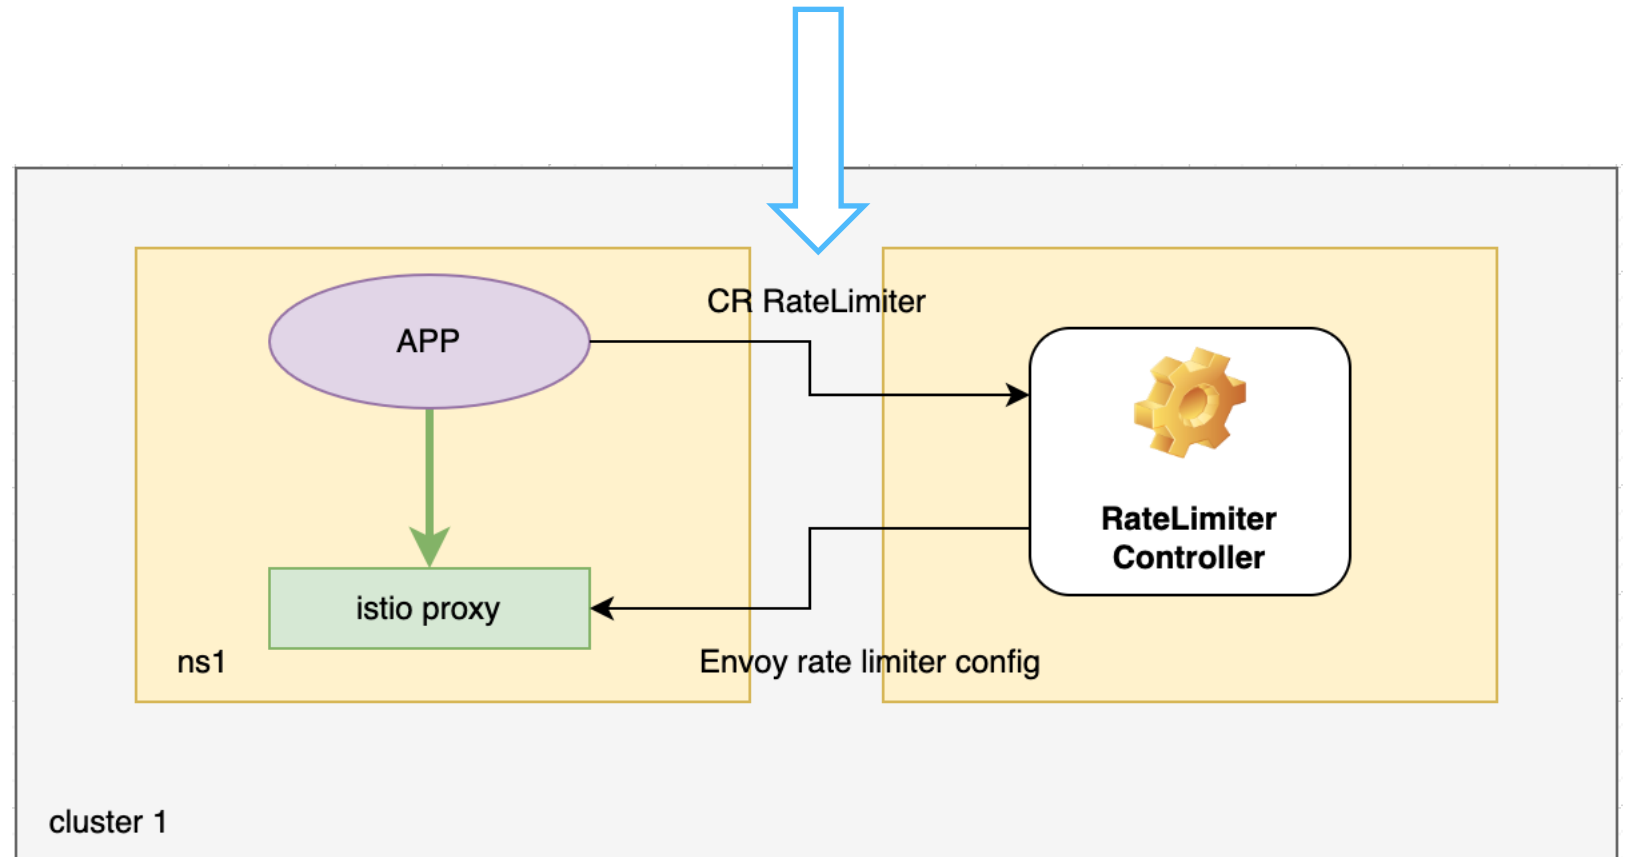 CR RateLimiter
APP
RateLimiter
Controller
istio proxy
ns1
Envoy rate limiter config
cluster 1